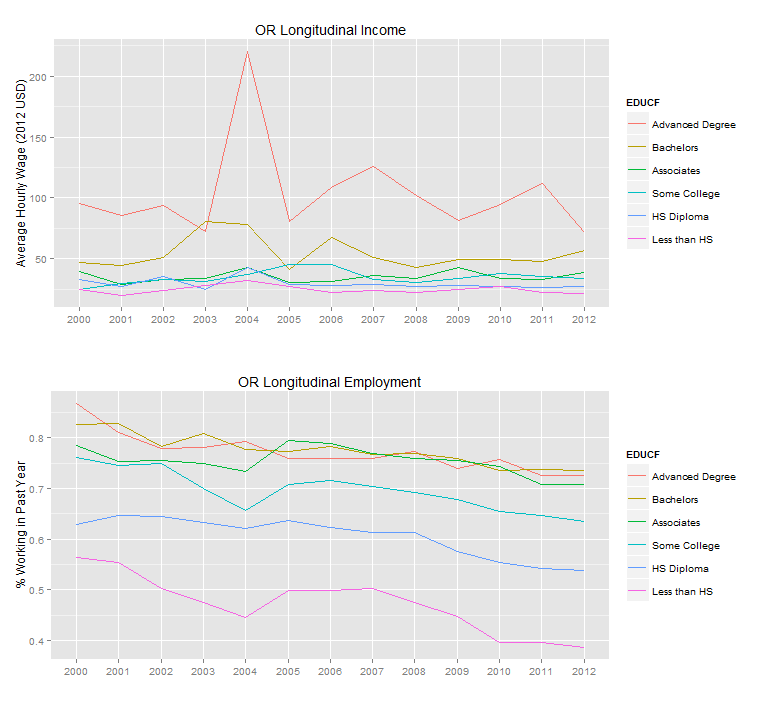 OR Longitudinal Income
Average Hourly Wage (2012 USD)
200
150
100
50
2000 2001 2002 2003 2004 2005 2006 2007 2008 2009 2010 2011 2012
EDUCF
Advanced Degree
Bachelors
Associates
Some College
HS Diploma
Less than HS
OR Longitudinal Employment
% Working in Past Year
0.8
0.7
0.6
0.5
0.4
2000 2001 2002 2003 2004 2005 2006 2007 2008 2009 2010 2011 2012
EDUCF
Advanced Degree
Bachelors
Associates
Some College
HS Diploma
Less than HS